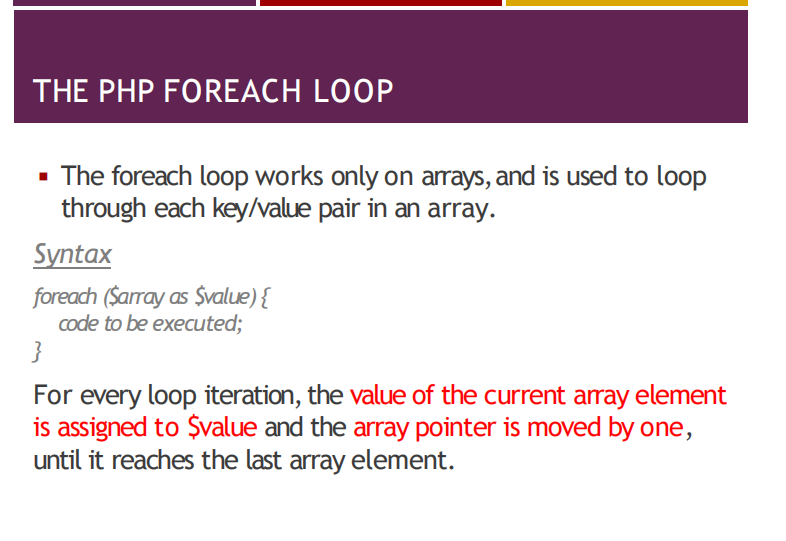 THE PHP FOREACH LOOP
▪ The foreach loop works only on arrays, and is used to loop
through each key/value pair in an array.
Syntax
foreach ($array as $value) {
code to be executed;
}
For every loop iteration, the value of the current array element
is assigned to $value and the array pointer is moved by one,
until it reaches the last array element.